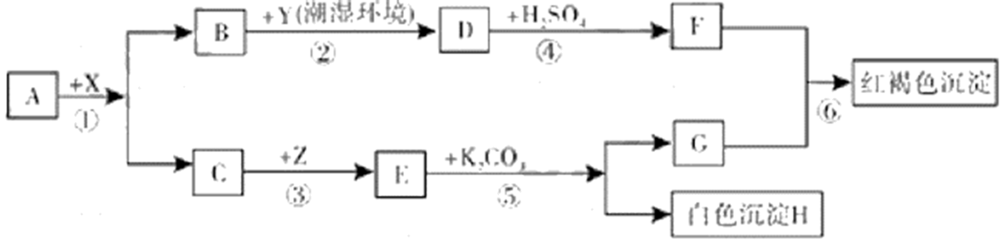 A +X ① B +Y(潮湿环境) ② D +H₂SO₄ ④ F
C +Z ③ E +K₂CO₃ ⑤ G
白色沉淀H
⑥ 红褐色沉淀